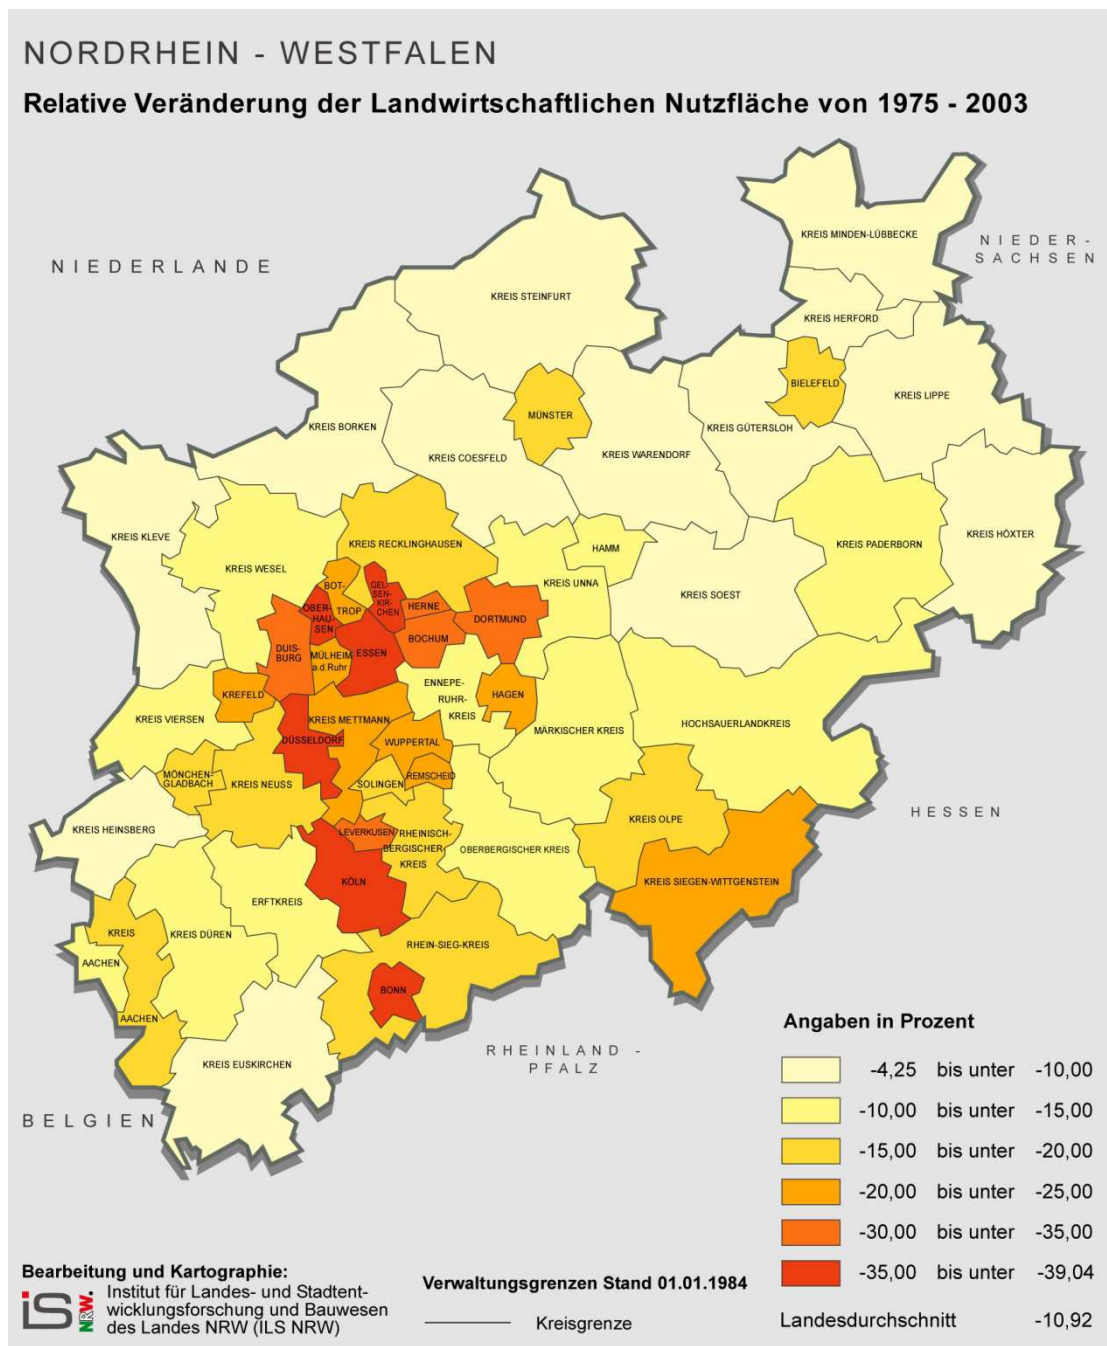 NORDRHEIN - WESTFALEN
Relative Veränderung der Landwirtschaftlichen Nutzfläche von 1975 - 2003
NIEDERLANDE
NIEDER-
SACHSEN
KREIS MINDEN-LÜBBECKE
KREIS STEINFURT
KREIS HERFORD
BIELEFELD
KREIS LIPPE
MÜNSTER
KREIS BORKEN
KREIS GÜTERSLOH
KREIS COESFELD
KREIS WARENDORF
KREIS KLEVE
KREIS HÖXTER
KREIS RECKLINGHAUSEN
HAMM
KREIS PADERBORN
KREIS WESEL
KREIS UNNA
KREIS SOEST
BOT-
TROP
GEL-
SEN-
KIR-
CHEN
OBER-
HAU-
SEN
HERNE
DORTMUND
BOCHUM
DUIS-
BURG
MÜLHEIM
a.d.Ruhr
ESSEN
ENNEPE-
RUHR-
KREIS
HAGEN
KREFELD
KREIS VIERSEN
KREIS METTMANN
HOCHSAUERLANDKREIS
MÄRKISCHER KREIS
DÜSSELDORF
WUPPERTAL
MÖNCHEN-
GLADBACH
KREIS NEUSS
SOLINGEN
REMSCHEID
HESSEN
KREIS HEINSBERG
LEVERKUSEN
RHEINISCH-
BERGISCHER-
KREIS
KREIS OLPE
OBERBERGISCHER KREIS
KÖLN
KREIS SIEGEN-WITTGENSTEIN
ERFTKREIS
KREIS
AACHEN
KREIS DÜREN
RHEIN-SIEG-KREIS
AACHEN
BONN
KREIS EUSKIRCHEN
RHEINLAND -
PFALZ
BELGIEN
Angaben in Prozent
-4,25 bis unter -10,00
-10,00 bis unter -15,00
-15,00 bis unter -20,00
-20,00 bis unter -25,00
-30,00 bis unter -35,00
-35,00 bis unter -39,04
Landesdurchschnitt -10,92
Bearbeitung und Kartographie:
iS NRW.
Institut für Landes- und Stadtent-
wicklungsforschung und Bauwesen
des Landes NRW (ILS NRW)
Verwaltungsgrenzen Stand 01.01.1984
Kreisgrenze